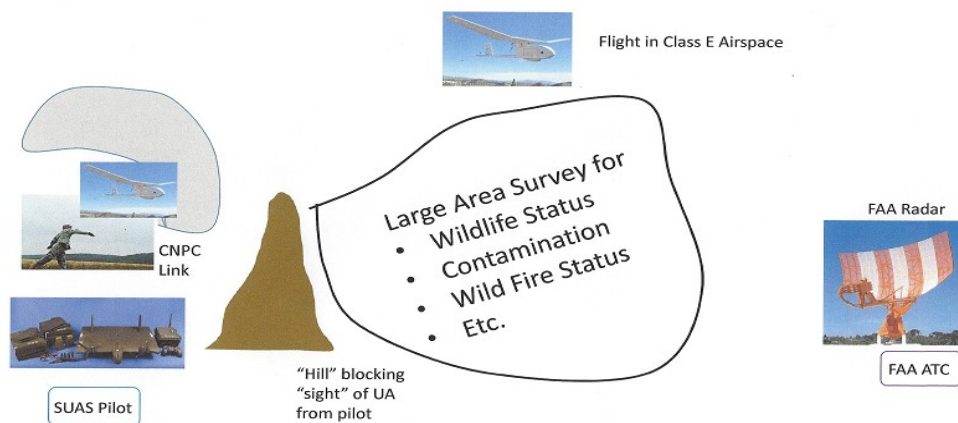 Flight in Class E Airspace
Large Area Survey for
• Wildlife Status
• Contamination
• Wild Fire Status
• Etc.
CNPC
Link
FAA Radar
"Hill" blocking
"sight" of UA
from pilot
SUAS Pilot
FAA ATC